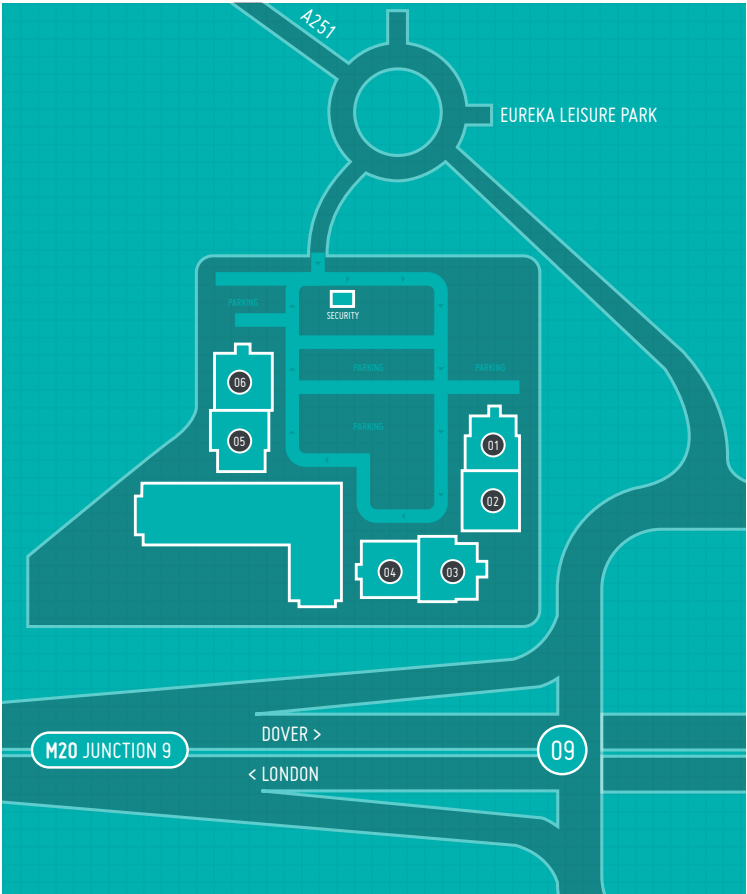 A251
EUREKA LEISURE PARK
PARKING
SECURITY
PARKING
PARKING
06
PARKING
05
01
02
04
03
DOVER >
M20 JUNCTION 9
09
< LONDON